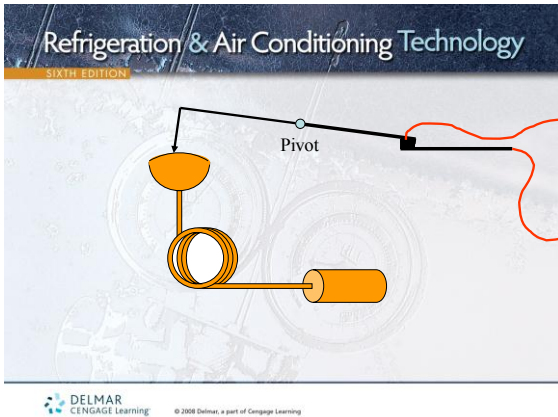 Refrigeration & Air Conditioning Technology
SIXTH EDITION
Pivot
DELMAR
CENGAGE Learning
© 2008 Delmar, a part of Cengage Learning